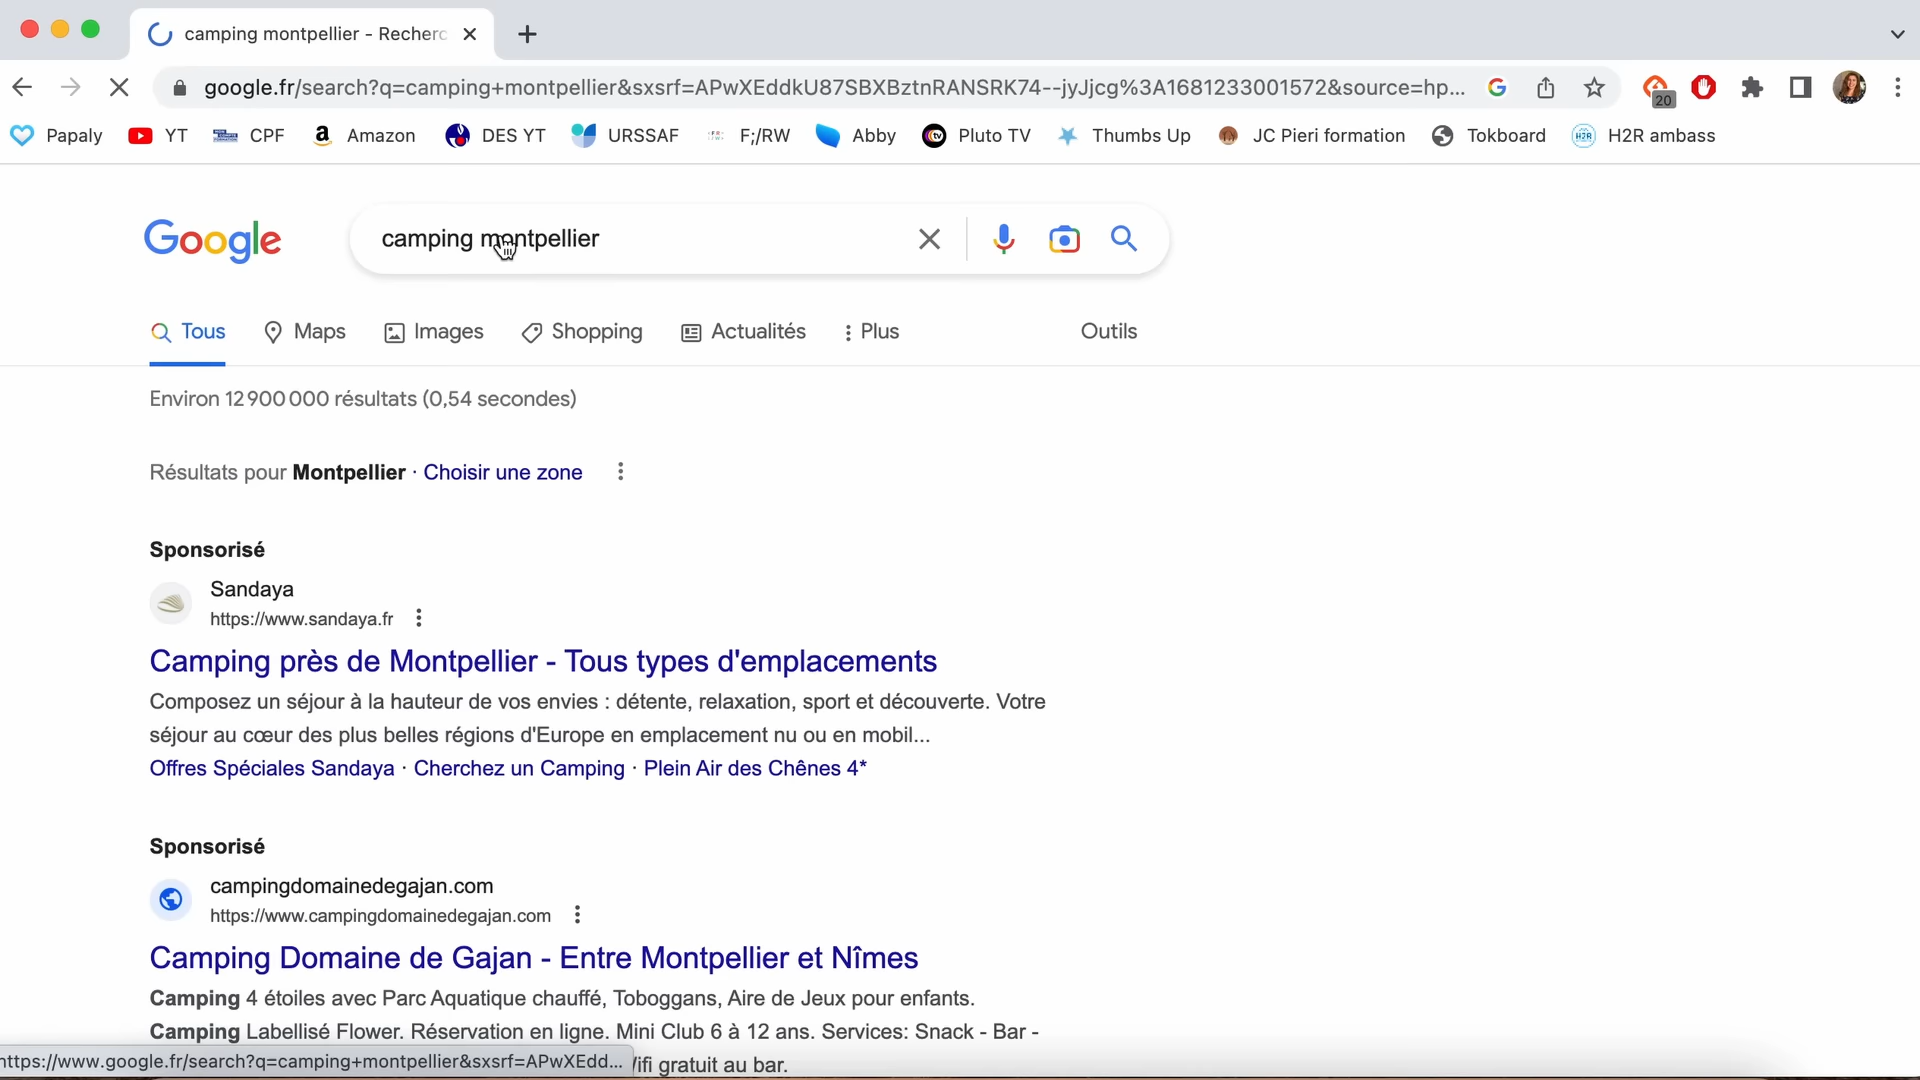 camping montpellier - Recherc
google.fr/search?q=camping+montpellier&sxsrf=APwXEddkU87SBXBztnRANSRK74--jyJjcg%3A1681233001572&source=hp...
20
Papaly YT CPF Amazon DES YT URSSAF F;/RW Abby Pluto TV Thumbs Up JC Pieri formation Tokboard H2R ambass
Google camping montpellier
Tous Maps Images Shopping Actualités Plus Outils
Environ 12 900 000 résultats (0,54 secondes)
Résultats pour Montpellier · Choisir une zone
Sponsorisé
Sandaya
https://www.sandaya.fr
Camping près de Montpellier - Tous types d'emplacements
Composez un séjour à la hauteur de vos envies : détente, relaxation, sport et découverte. Votre
séjour au cœur des plus belles régions d'Europe en emplacement nu ou en mobil...
Offres Spéciales Sandaya · Cherchez un Camping · Plein Air des Chênes 4*
Sponsorisé
campingdomainedegajan.com
https://www.campingdomainedegajan.com
Camping Domaine de Gajan - Entre Montpellier et Nîmes
Camping 4 étoiles avec Parc Aquatique chauffé, Toboggans, Aire de Jeux pour enfants.
Camping Labellisé Flower. Réservation en ligne. Mini Club 6 à 12 ans. Services: Snack - Bar -
https://www.google.fr/search?q=camping+montpellier&sxsrf=APwXEdd... gratuit au bar.